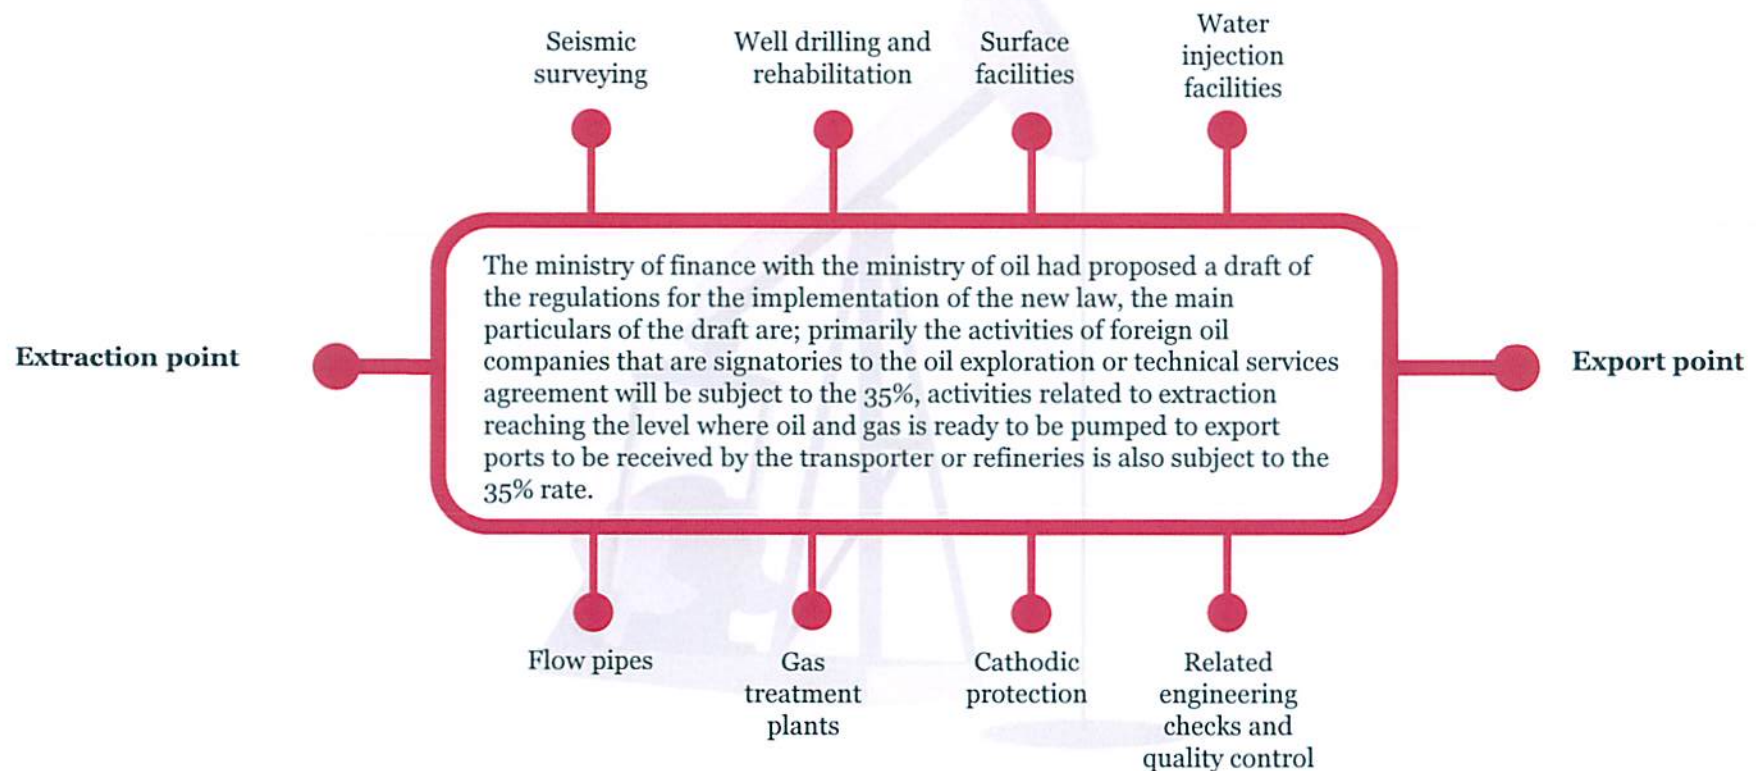 Seismic
surveying
Well drilling and
rehabilitation
Surface
facilities
Water
injection
facilities
Extraction point
The ministry of finance with the ministry of oil had proposed a draft of
the regulations for the implementation of the new law, the main
particulars of the draft are; primarily the activities of foreign oil
companies that are signatories to the oil exploration or technical services
agreement will be subject to the 35%, activities related to extraction
reaching the level where oil and gas is ready to be pumped to export
ports to be received by the transporter or refineries is also subject to the
35% rate.
Export point
Flow pipes
Gas
treatment
plants
Cathodic
protection
Related
engineering
checks and
quality control